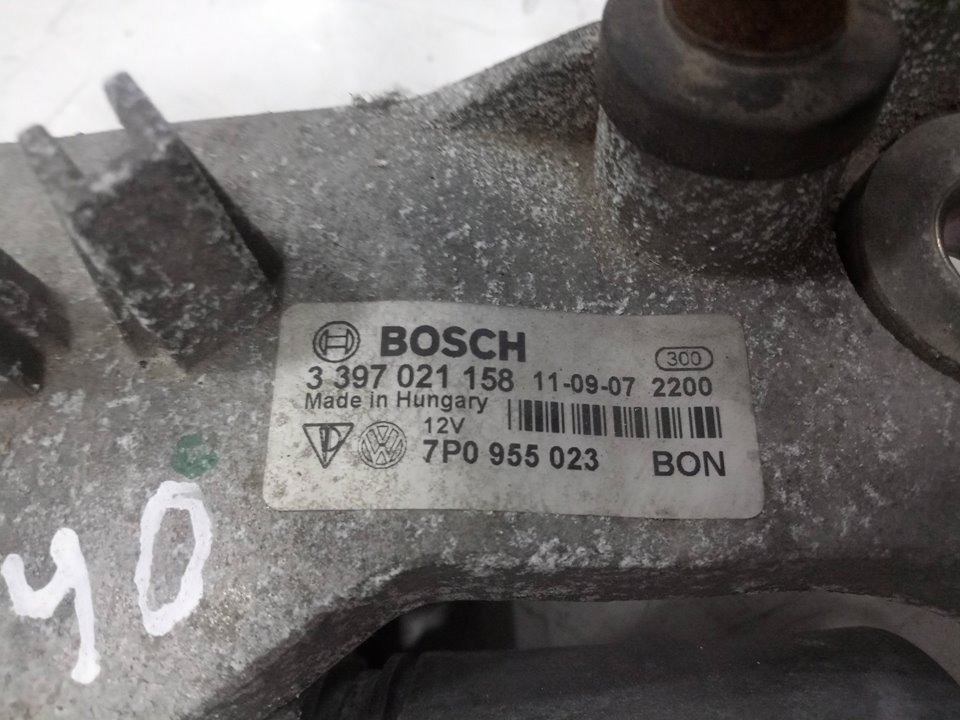 BOSCH 300
3 397 021 158 11-09-07 2200
Made in Hungary
12V
VW 7P0 955 023 BON
40